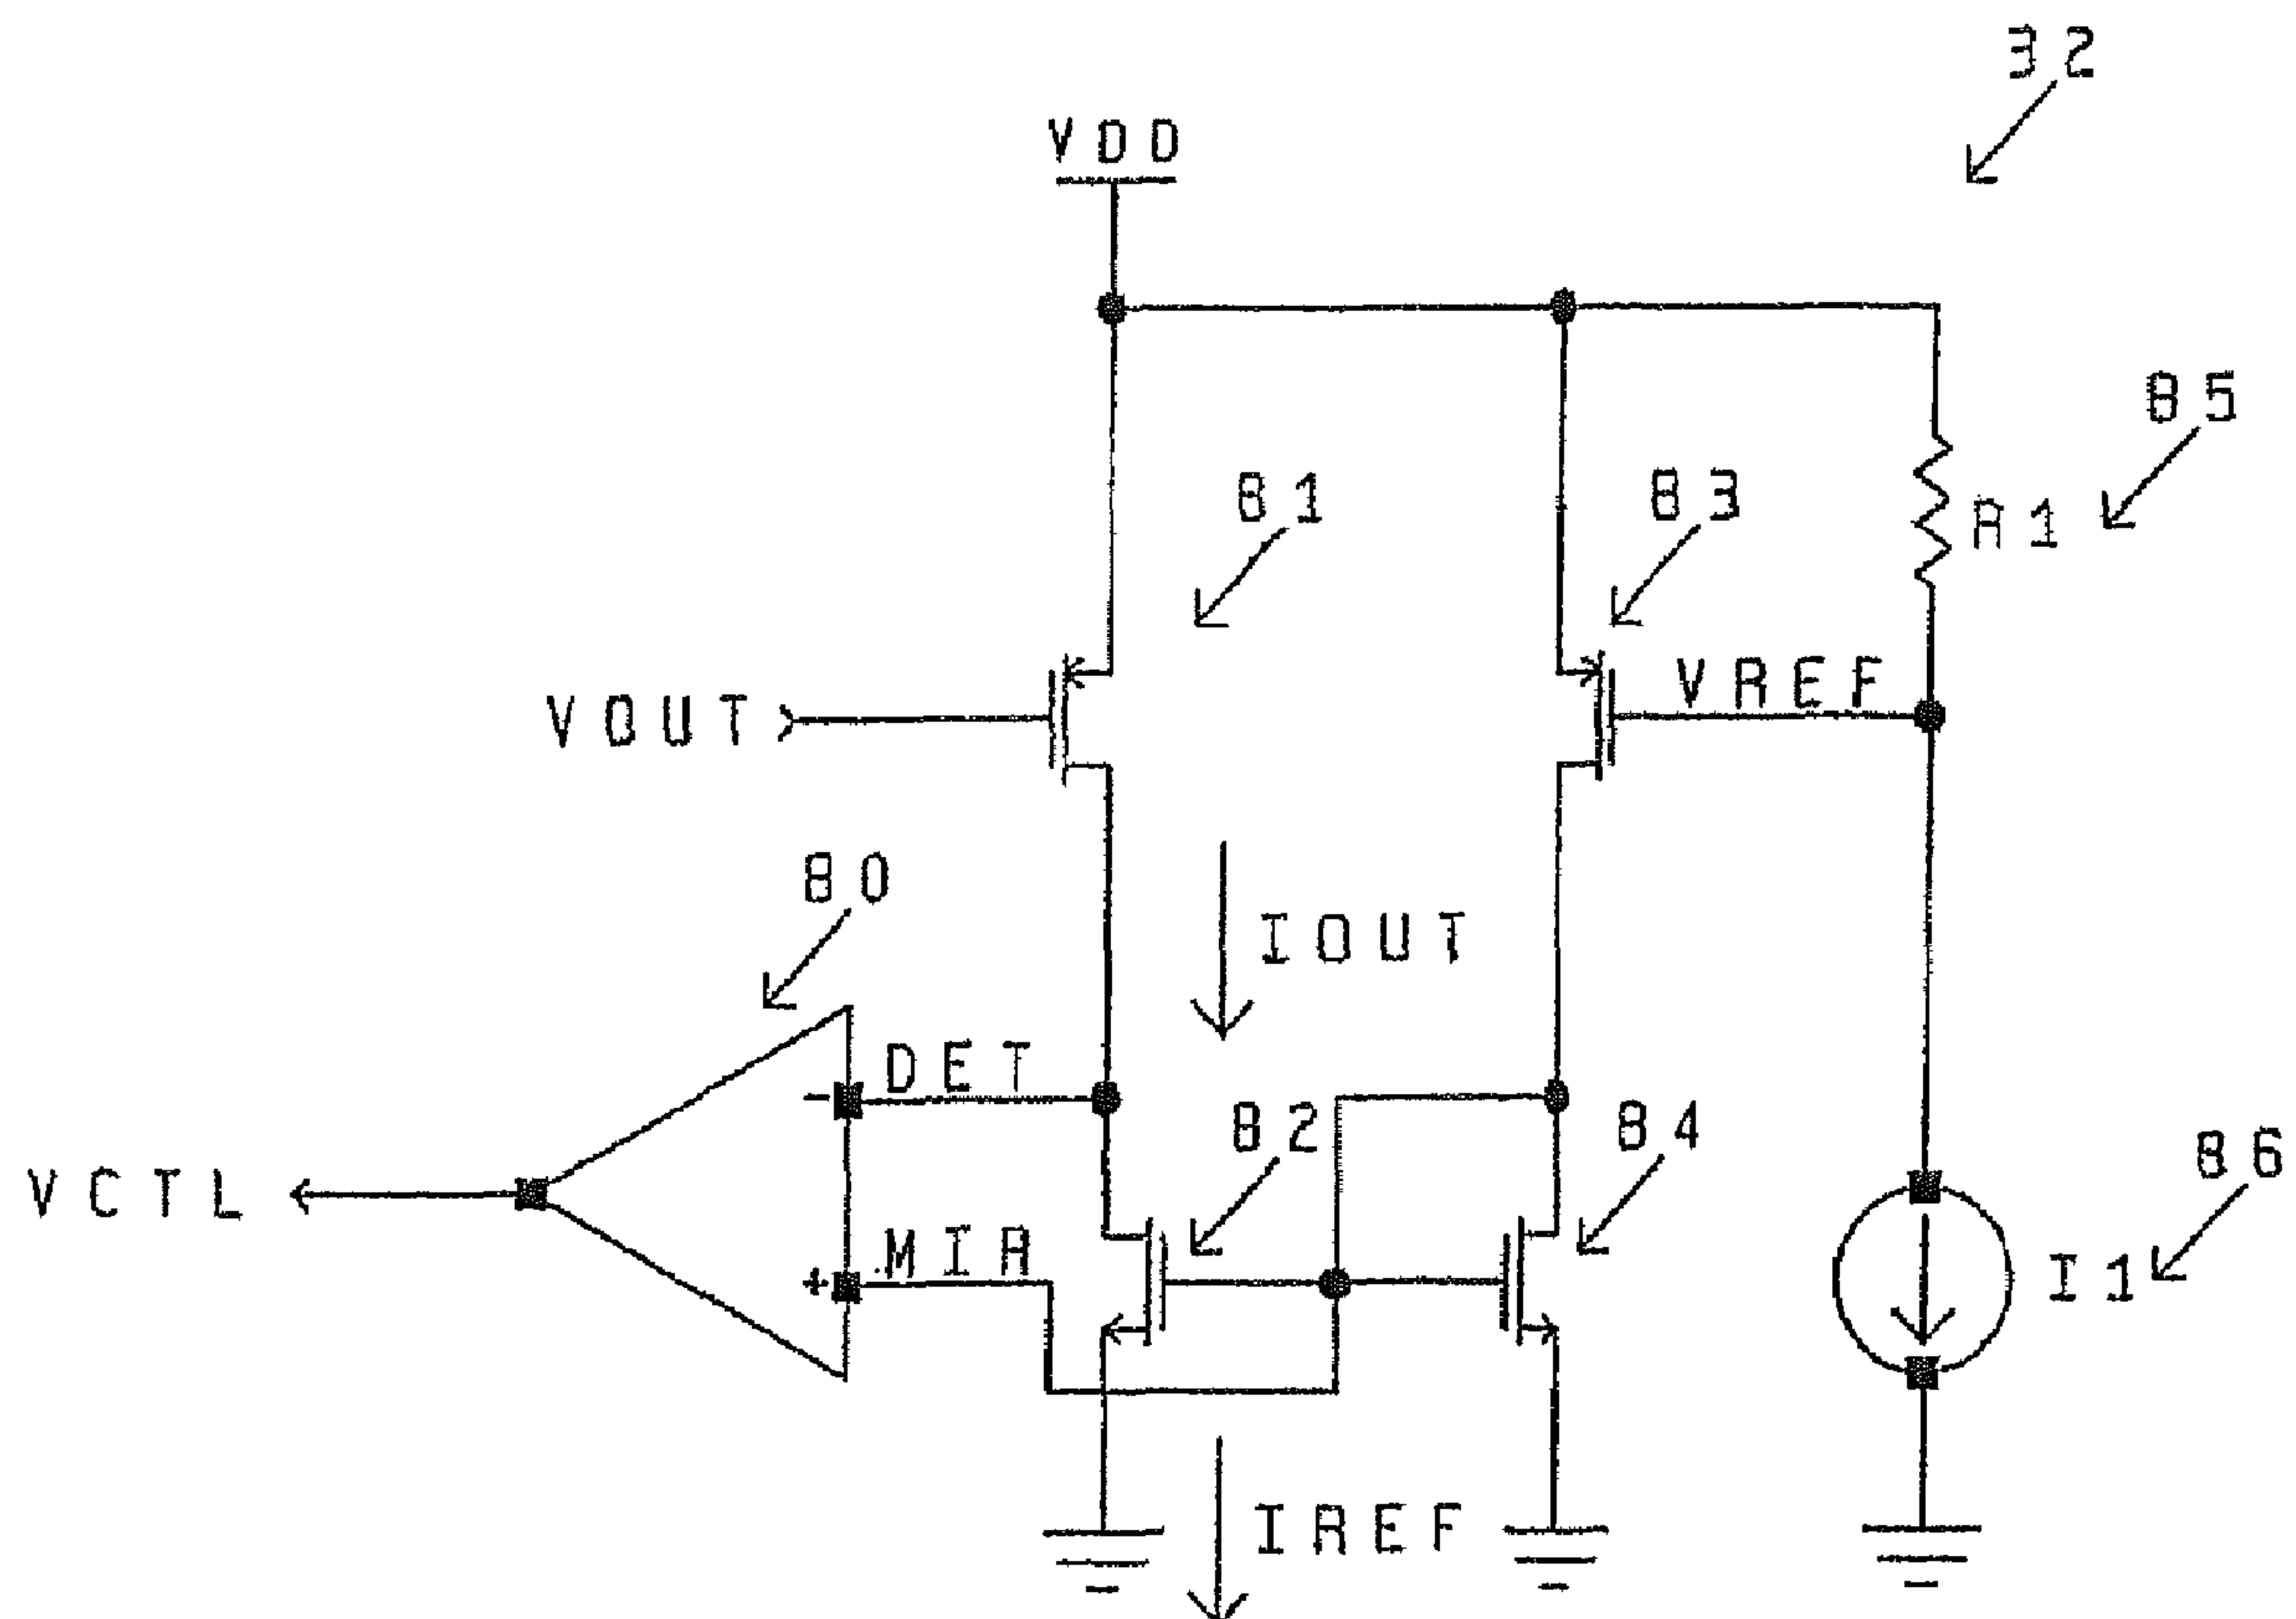 32
VDD
85
81
83
R1
VREF
VOUT
80
IOUT
DET
-
82
84
86
VCTL
MIR
+
I1
IREF